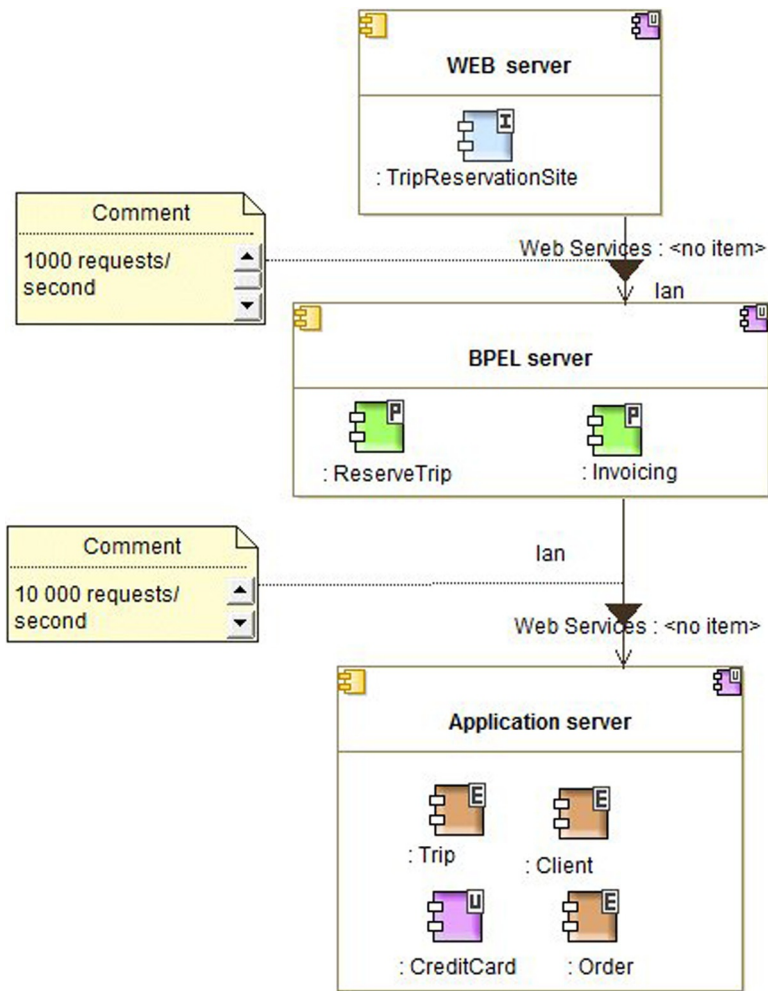 U
WEB server
I
: TripReservationSite
Comment
1000 requests/
second
Web Services : <no item>
lan
U
BPEL server
P
P
: ReserveTrip
: Invoicing
Comment
10 000 requests/
second
lan
Web Services : <no item>
U
Application server
E
E
: Trip
: Client
U
E
: CreditCard
: Order